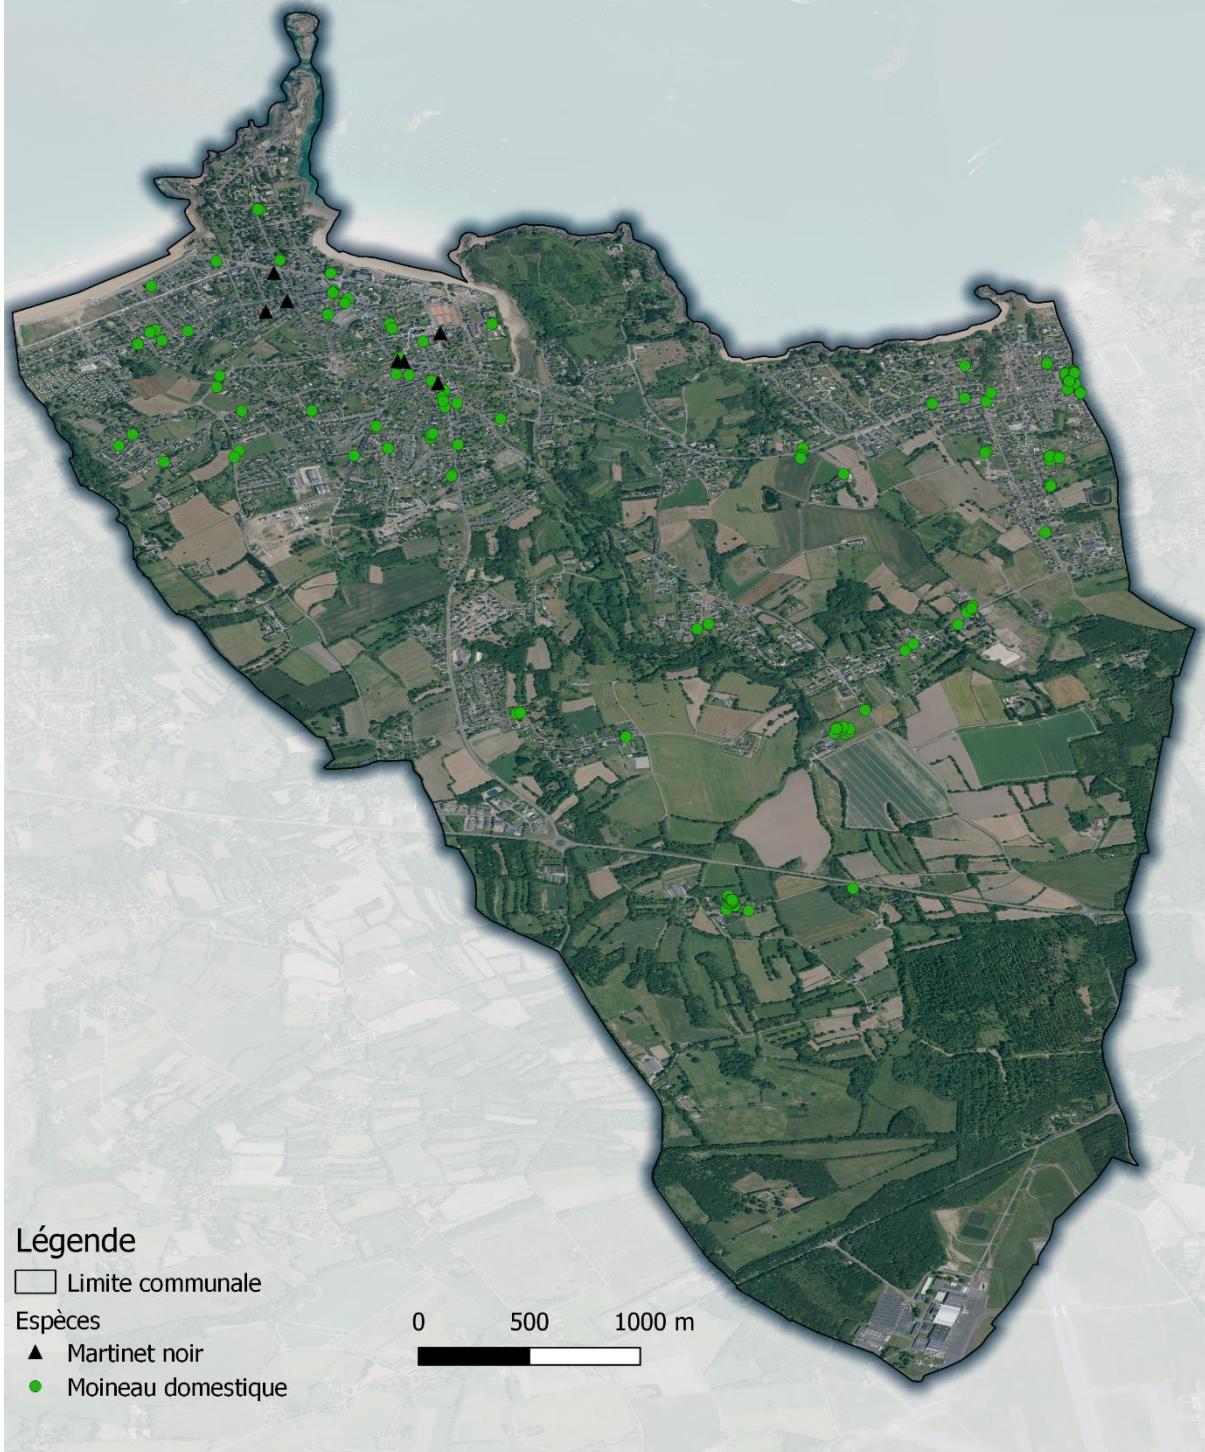 Légende
Limite communale
Espèces
Martinet noir
Moineau domestique
0 500 1000 m